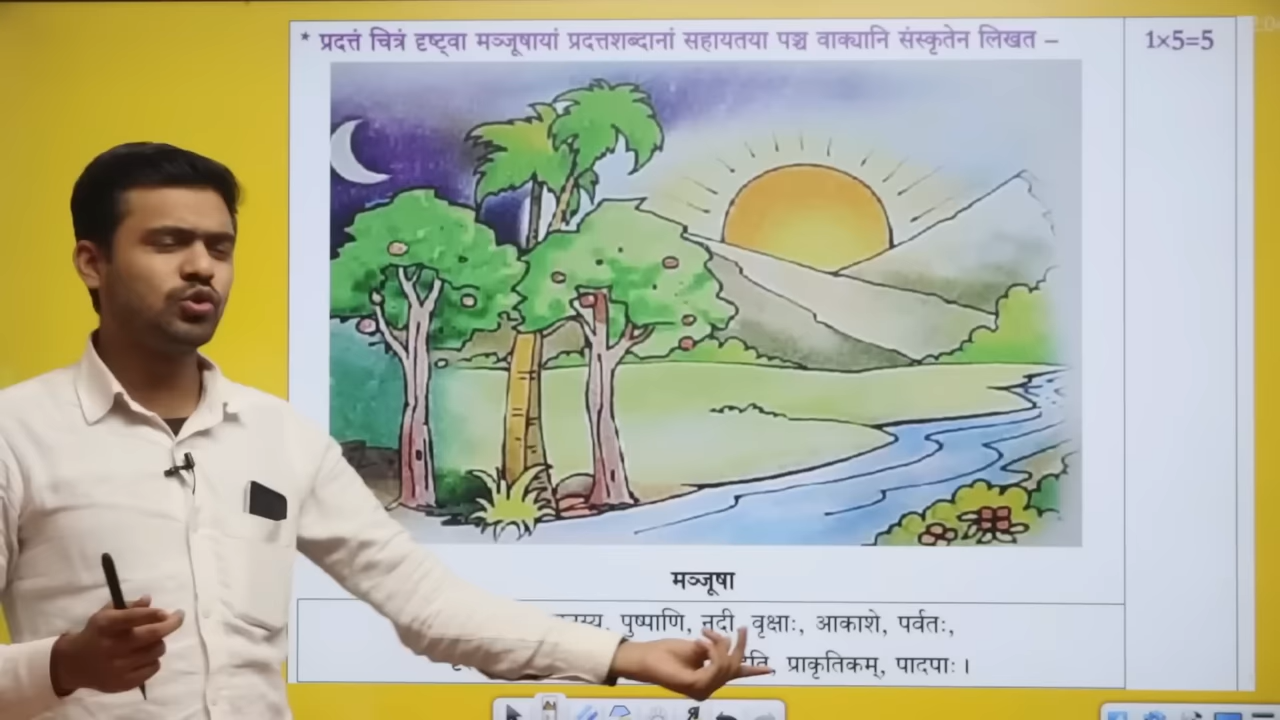 * प्रदत्तं चित्रं दृष्ट्वा मञ्जूषायां प्रदत्तशब्दानां सहायतया पञ्च वाक्यानि संस्कृतेन लिखत –
1×5=5
मञ्जूषा
पुष्पाणि, नदी, वृक्षाः, आकाशे, पर्वतः,
प्राकृतिकम्, पादपाः।